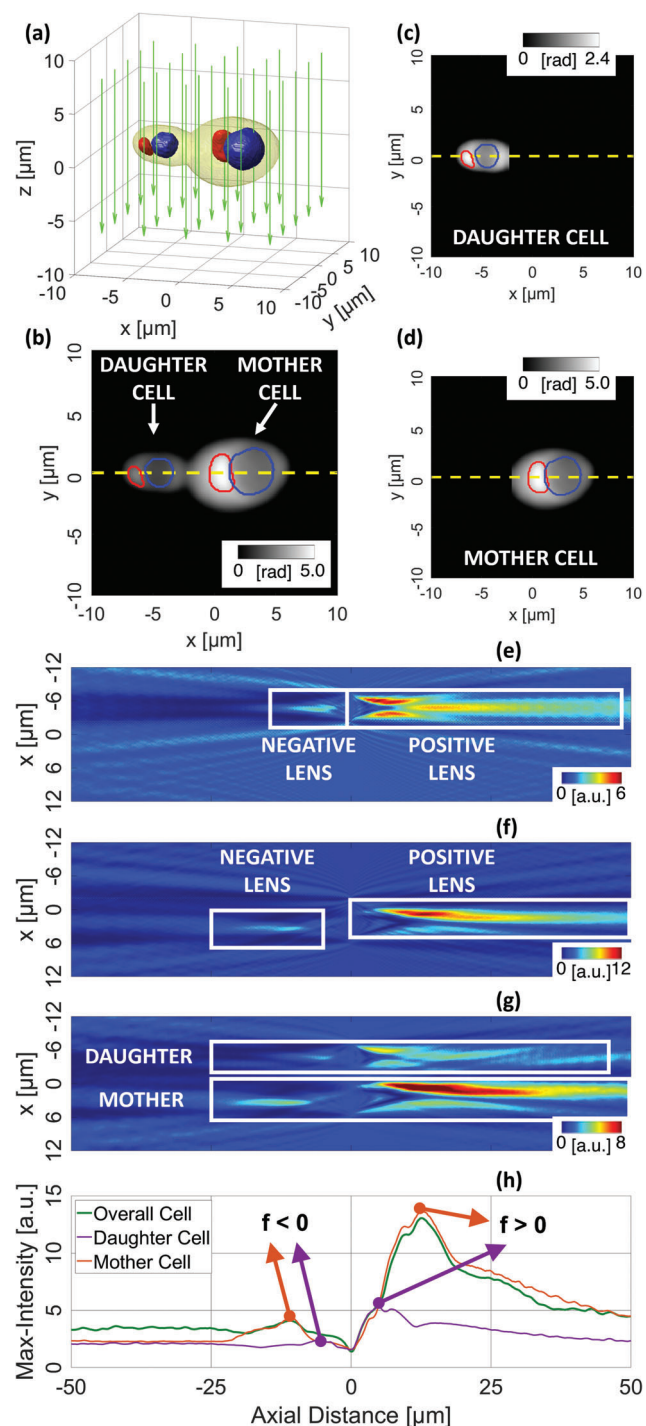 (a)
10
5
0
-5
-10
z [µm]
-10
-5
0
5
10
x [µm]
-10
-5
0
5
10
y [µm]
(c)
0 [rad] 2.4
10
5
0
-5
-10
y [µm]
DAUGHTER CELL
-10 -5 0 5 10
x [µm]
(b)
DAUGHTER CELL
MOTHER CELL
10
5
0
-5
-10
y [µm]
0 [rad] 5.0
-10 -5 0 5 10
x [µm]
(d)
0 [rad] 5.0
10
5
0
-5
-10
y [µm]
MOTHER CELL
-10 -5 0 5 10
x [µm]
(e)
-12
-6
0
6
12
x [µm]
NEGATIVE LENS
POSITIVE LENS
0 [a.u.] 6
(f)
-12
-6
0
6
12
x [µm]
NEGATIVE LENS
POSITIVE LENS
0 [a.u.] 12
(g)
-12
-6
0
6
12
x [µm]
DAUGHTER
MOTHER
0 [a.u.] 8
(h)
15
10
5
0
Max-Intensity [a.u.]
Overall Cell
Daughter Cell
Mother Cell
f < 0
f > 0
-50 -25 0 25 50
Axial Distance [µm]